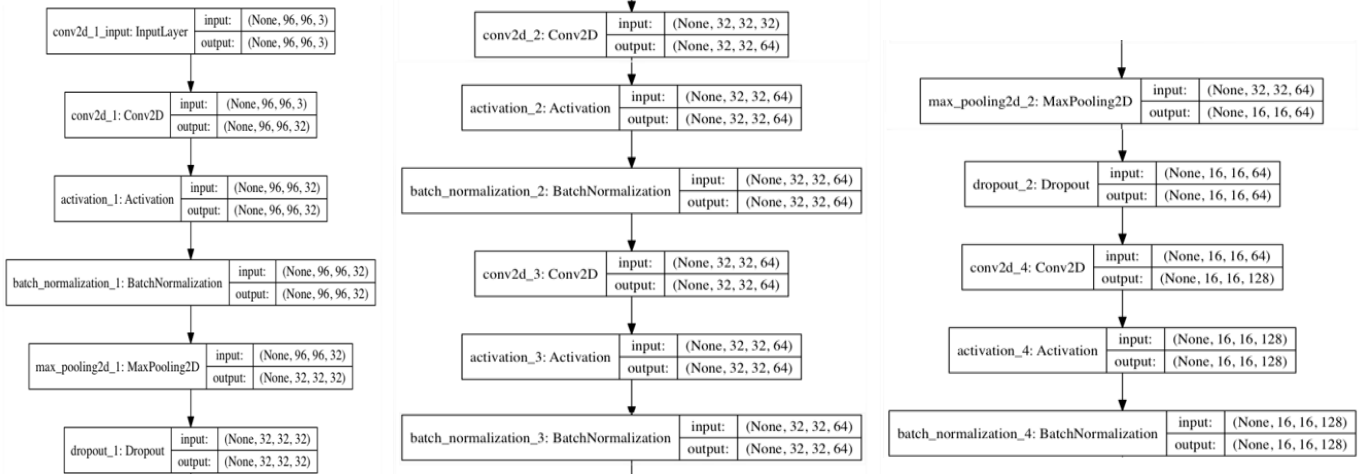 conv2d_1_input: InputLayer
input: (None, 96, 96, 3)
output: (None, 96, 96, 3)
conv2d_1: Conv2D
input: (None, 96, 96, 3)
output: (None, 96, 96, 32)
activation_1: Activation
input: (None, 96, 96, 32)
output: (None, 96, 96, 32)
batch_normalization_1: BatchNormalization
input: (None, 96, 96, 32)
output: (None, 96, 96, 32)
max_pooling2d_1: MaxPooling2D
input: (None, 96, 96, 32)
output: (None, 32, 32, 32)
dropout_1: Dropout
input: (None, 32, 32, 32)
output: (None, 32, 32, 32)
conv2d_2: Conv2D
input: (None, 32, 32, 32)
output: (None, 32, 32, 64)
activation_2: Activation
input: (None, 32, 32, 64)
output: (None, 32, 32, 64)
batch_normalization_2: BatchNormalization
input: (None, 32, 32, 64)
output: (None, 32, 32, 64)
conv2d_3: Conv2D
input: (None, 32, 32, 64)
output: (None, 32, 32, 64)
activation_3: Activation
input: (None, 32, 32, 64)
output: (None, 32, 32, 64)
batch_normalization_3: BatchNormalization
input: (None, 32, 32, 64)
output: (None, 32, 32, 64)
max_pooling2d_2: MaxPooling2D
input: (None, 32, 32, 64)
output: (None, 16, 16, 64)
dropout_2: Dropout
input: (None, 16, 16, 64)
output: (None, 16, 16, 64)
conv2d_4: Conv2D
input: (None, 16, 16, 64)
output: (None, 16, 16, 128)
activation_4: Activation
input: (None, 16, 16, 128)
output: (None, 16, 16, 128)
batch_normalization_4: BatchNormalization
input: (None, 16, 16, 128)
output: (None, 16, 16, 128)